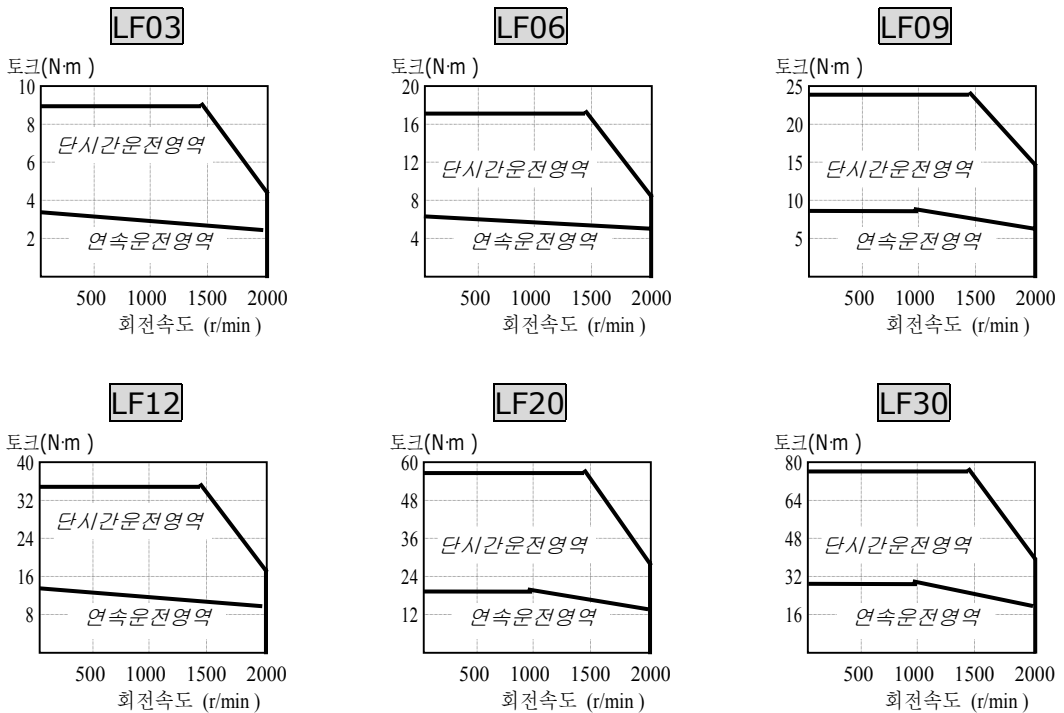 LF03
토크(N·m )
10
8
6
4
2
단시간운전영역
연속운전영역
500 1000 1500 2000
회전속도 (r/min )
LF06
토크(N·m )
20
16
12
8
4
단시간운전영역
연속운전영역
500 1000 1500 2000
회전속도 (r/min )
LF09
토크(N·m )
25
20
15
10
5
단시간운전영역
연속운전영역
500 1000 1500 2000
회전속도 (r/min )
LF12
토크(N·m )
40
32
24
16
8
단시간운전영역
연속운전영역
500 1000 1500 2000
회전속도 (r/min )
LF20
토크(N·m )
60
48
36
24
12
단시간운전영역
연속운전영역
500 1000 1500 2000
회전속도 (r/min )
LF30
토크(N·m )
80
64
48
32
16
단시간운전영역
연속운전영역
500 1000 1500 2000
회전속도 (r/min )